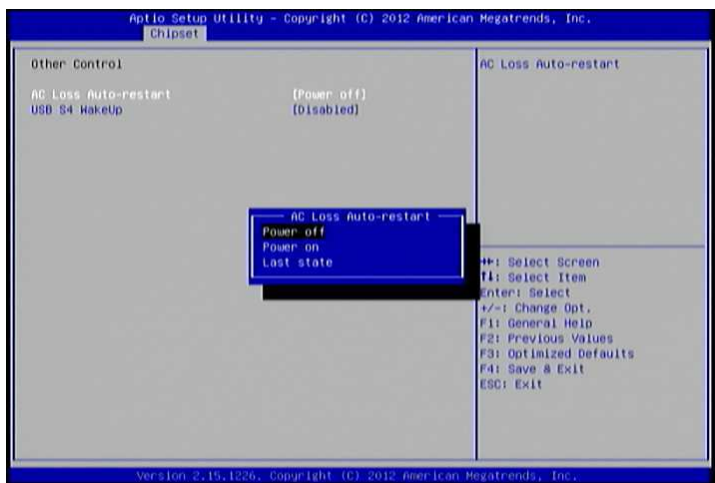 Aptio Setup Utility - Copyright (C) 2012 American Megatrends, Inc.
Chipset
Other Control
AC Loss Auto-restart [Power off]
USB S4 WakeUp [Disabled]
AC Loss Auto-restart
AC Loss Auto-restart
Power off
Power on
Last state
→←: Select Screen
↑↓: Select Item
Enter: Select
+/-: Change Opt.
F1: General Help
F2: Previous Values
F3: Optimized Defaults
F4: Save & Exit
ESC: Exit
Version 2.15.1226. Copyright (C) 2012 American Megatrends, Inc.